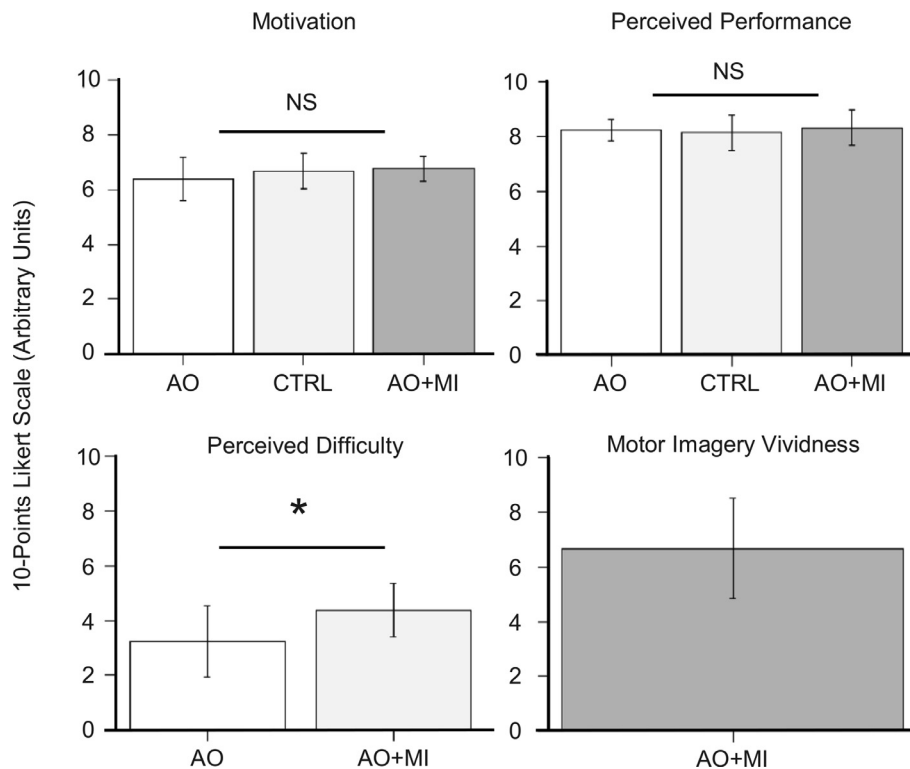 Motivation
Perceived Performance
10-Points Likert Scale (Arbitrary Units)
10
8
6
4
2
0
NS
AO
CTRL
AO+MI
10
8
6
4
2
0
NS
AO
CTRL
AO+MI
Perceived Difficulty
10
8
6
4
2
0
*
AO
AO+MI
Motor Imagery Vividness
10
8
6
4
2
0
AO+MI